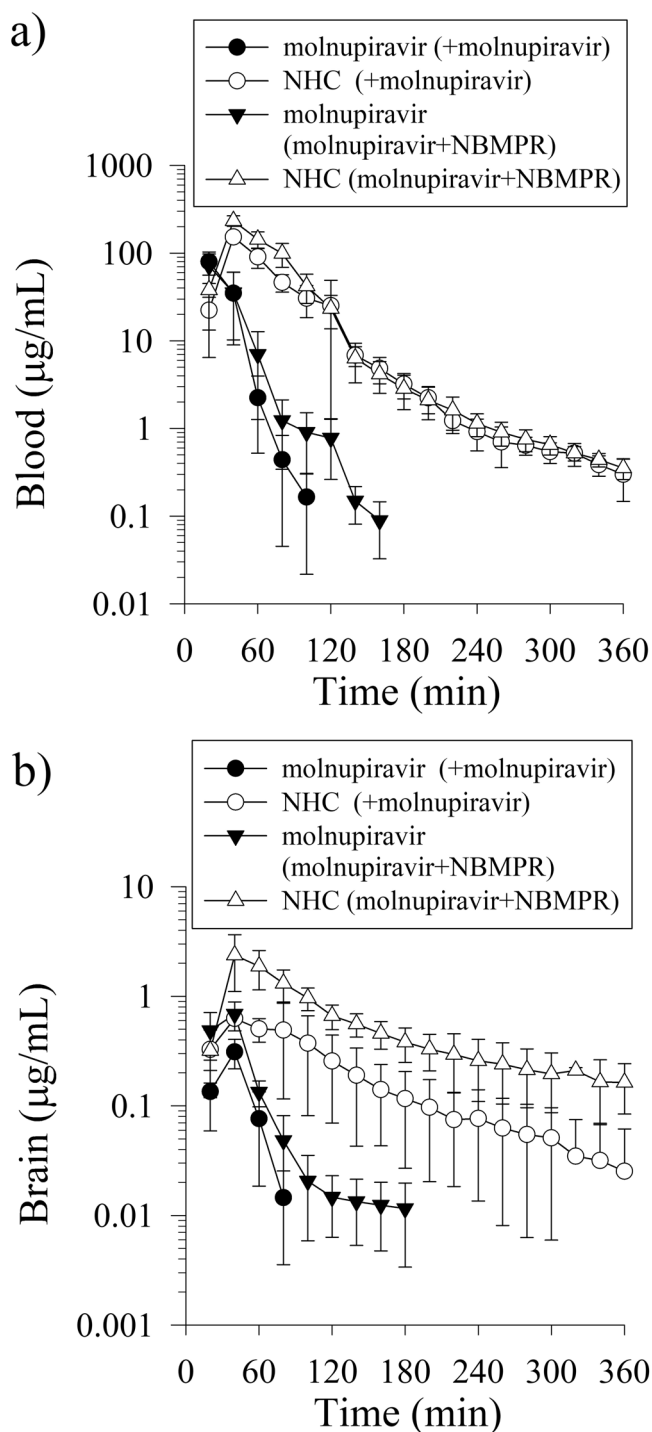 a)
molnupiravir (+molnupiravir)
NHC (+molnupiravir)
molnupiravir
(molnupiravir+NBMPR)
NHC (molnupiravir+NBMPR)
Blood (µg/mL)
1000
100
10
1
0.1
0.01
0 60 120 180 240 300 360
Time (min)
b)
molnupiravir (+molnupiravir)
NHC (+molnupiravir)
molnupiravir
(molnupiravir+NBMPR)
NHC (molnupiravir+NBMPR)
Brain (µg/mL)
10
1
0.1
0.01
0.001
0 60 120 180 240 300 360
Time (min)